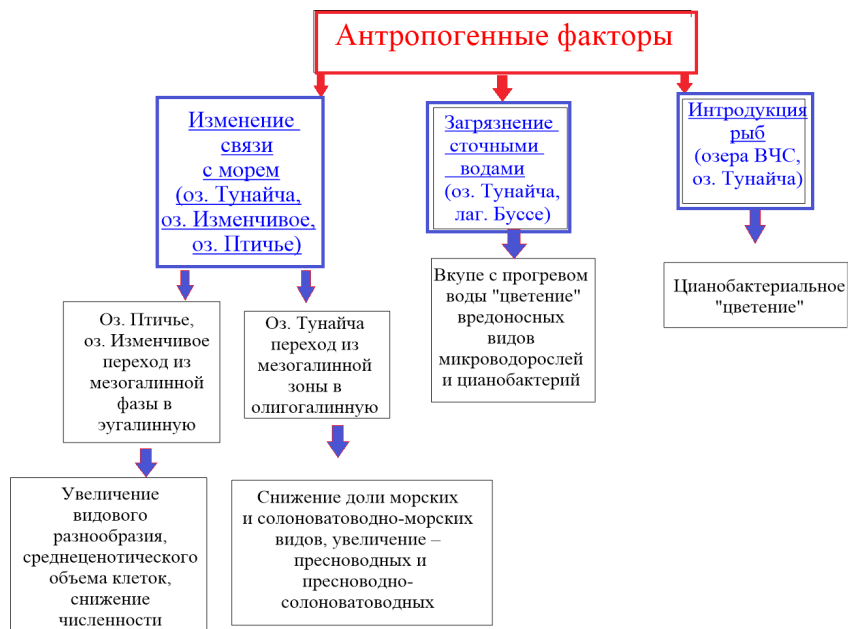 Антропогенные факторы
Изменение
связи
с морем
(оз. Тунайча,
оз. Изменчивое,
оз. Птичье)
Загрязнение
сточными
водами
(оз. Тунайча,
лаг. Буссе)
Интродукция
рыб
(озера ВЧС,
оз. Тунайча)
Оз. Птичье,
оз. Изменчивое
переход из
мезогалинной
фазы в
эугалинную
Оз. Тунайча
переход из
мезогалинной
зоны в
олигогалинную
Вкупе с прогревом
воды "цветение"
вредоносных
видов
микроводорослей
и цианобактерий
Цианобактериальное
"цветение"
Увеличение
видового
разнообразия,
среднеценотического
объема клеток,
снижение
численности
Снижение доли морских
и солоноватоводно-морских
видов, увеличение –
пресноводных и
пресноводно-
солоноватоводных